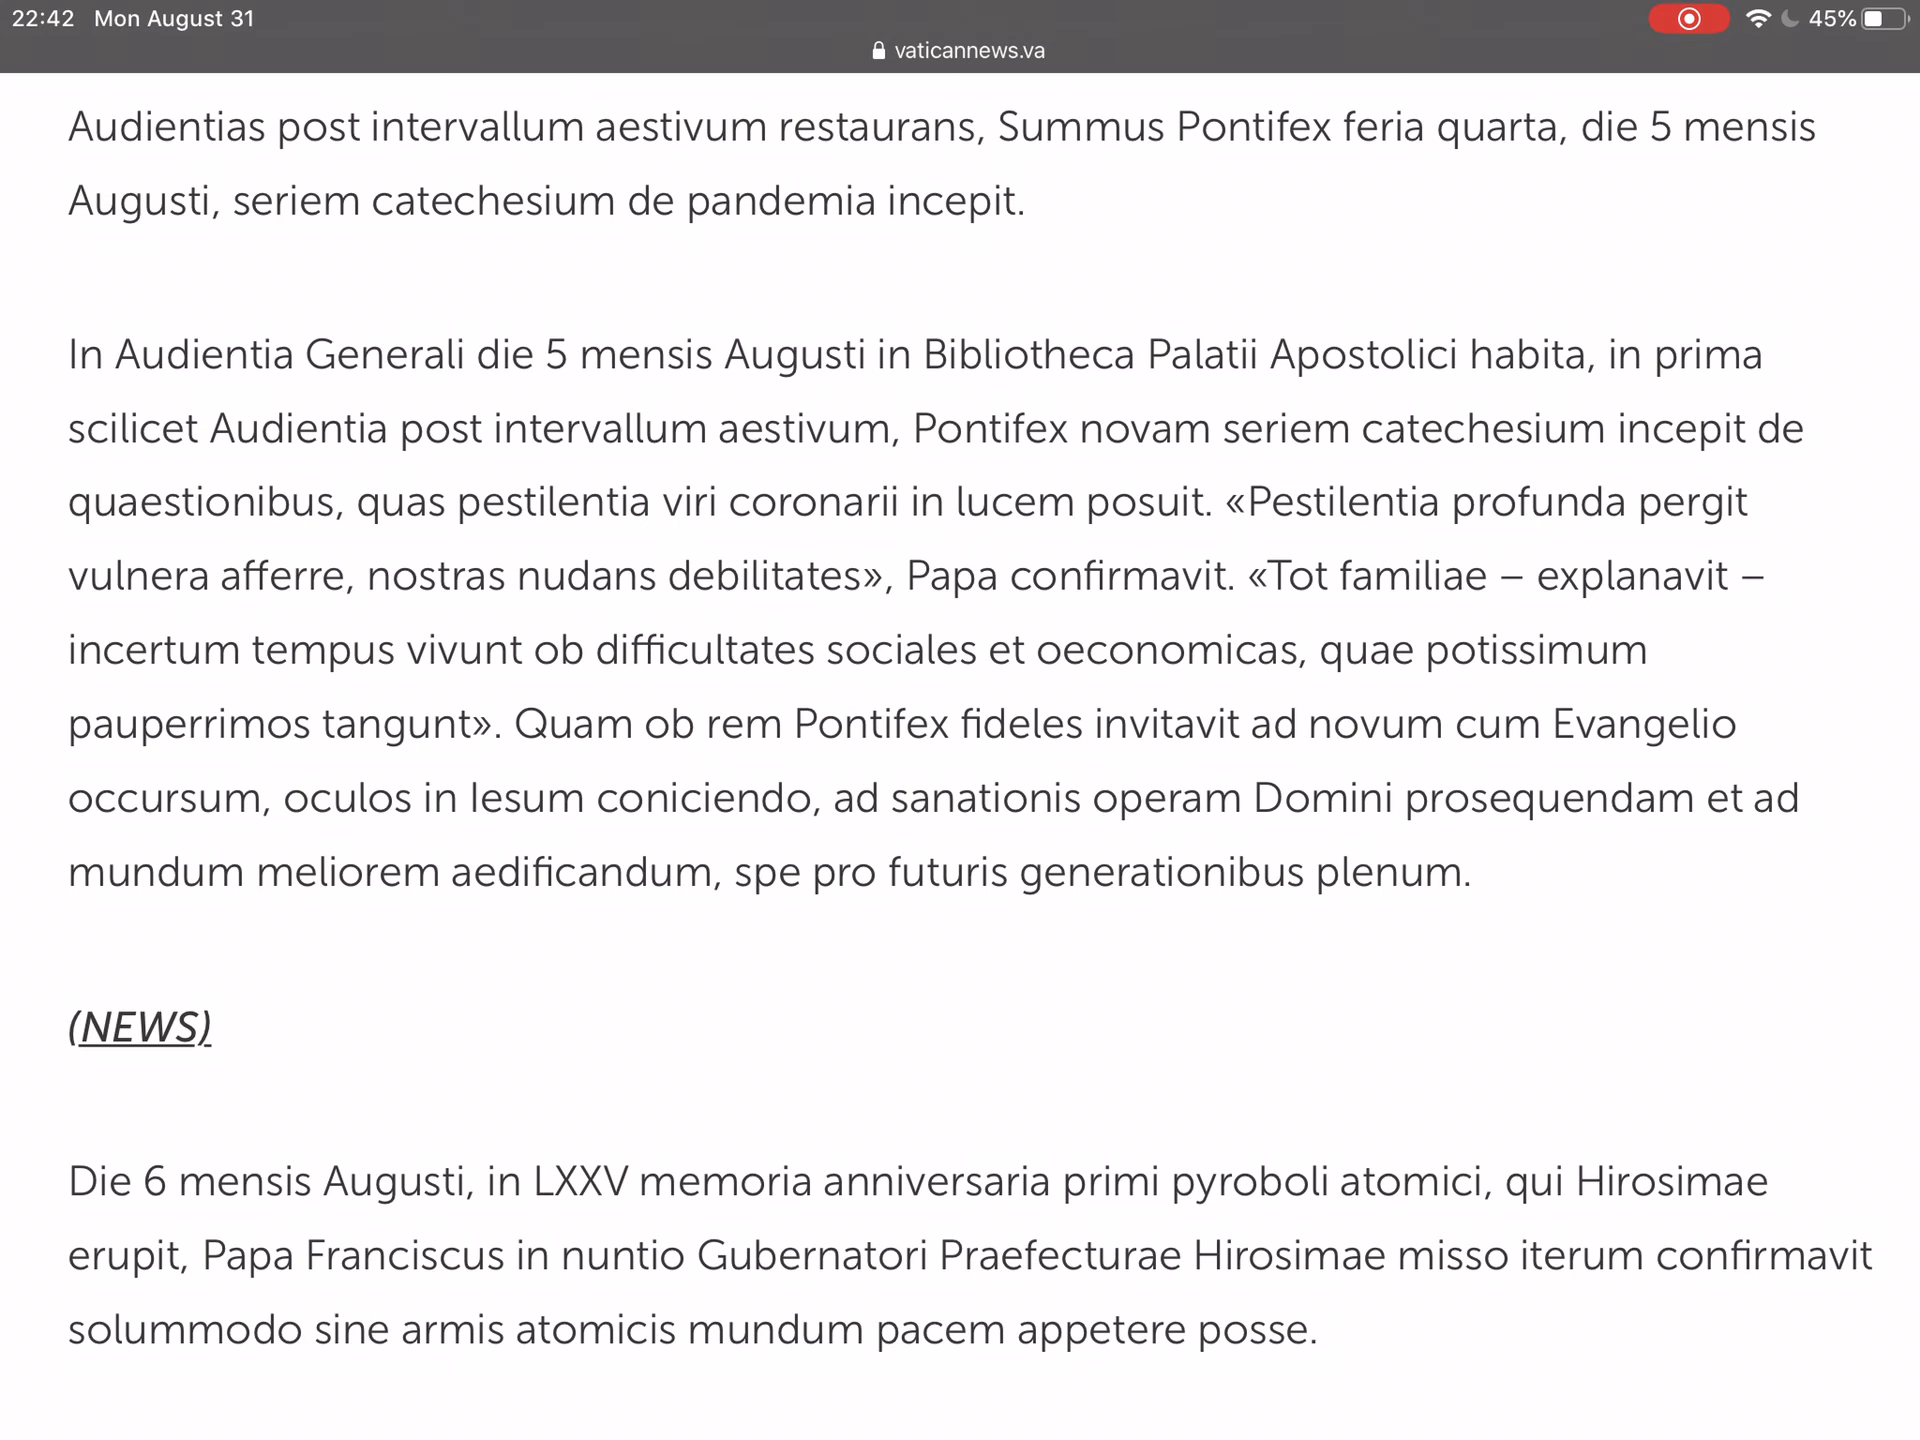 22:42 Mon August 31 45%
vaticannews.va
Audientias post intervallum aestivum restaurans, Summus Pontifex feria quarta, die 5 mensis
Augusti, seriem catechesium de pandemia incepit.
In Audientia Generali die 5 mensis Augusti in Bibliotheca Palatii Apostolici habita, in prima
scilicet Audientia post intervallum aestivum, Pontifex novam seriem catechesium incepit de
quaestionibus, quas pestilentia viri coronarii in lucem posuit. «Pestilentia profunda pergit
vulnera afferre, nostras nudans debilitates», Papa confirmavit. «Tot familiae – explanavit –
incertum tempus vivunt ob difficultates sociales et oeconomicas, quae potissimum
pauperrimos tangunt». Quam ob rem Pontifex fideles invitavit ad novum cum Evangelio
occursum, oculos in Iesum coniciendo, ad sanationis operam Domini prosequendam et ad
mundum meliorem aedificandum, spe pro futuris generationibus plenum.
(NEWS)
Die 6 mensis Augusti, in LXXV memoria anniversaria primi pyroboli atomici, qui Hirosimae
erupit, Papa Franciscus in nuntio Gubernatori Praefecturae Hirosimae misso iterum confirmavit
solummodo sine armis atomicis mundum pacem appetere posse.